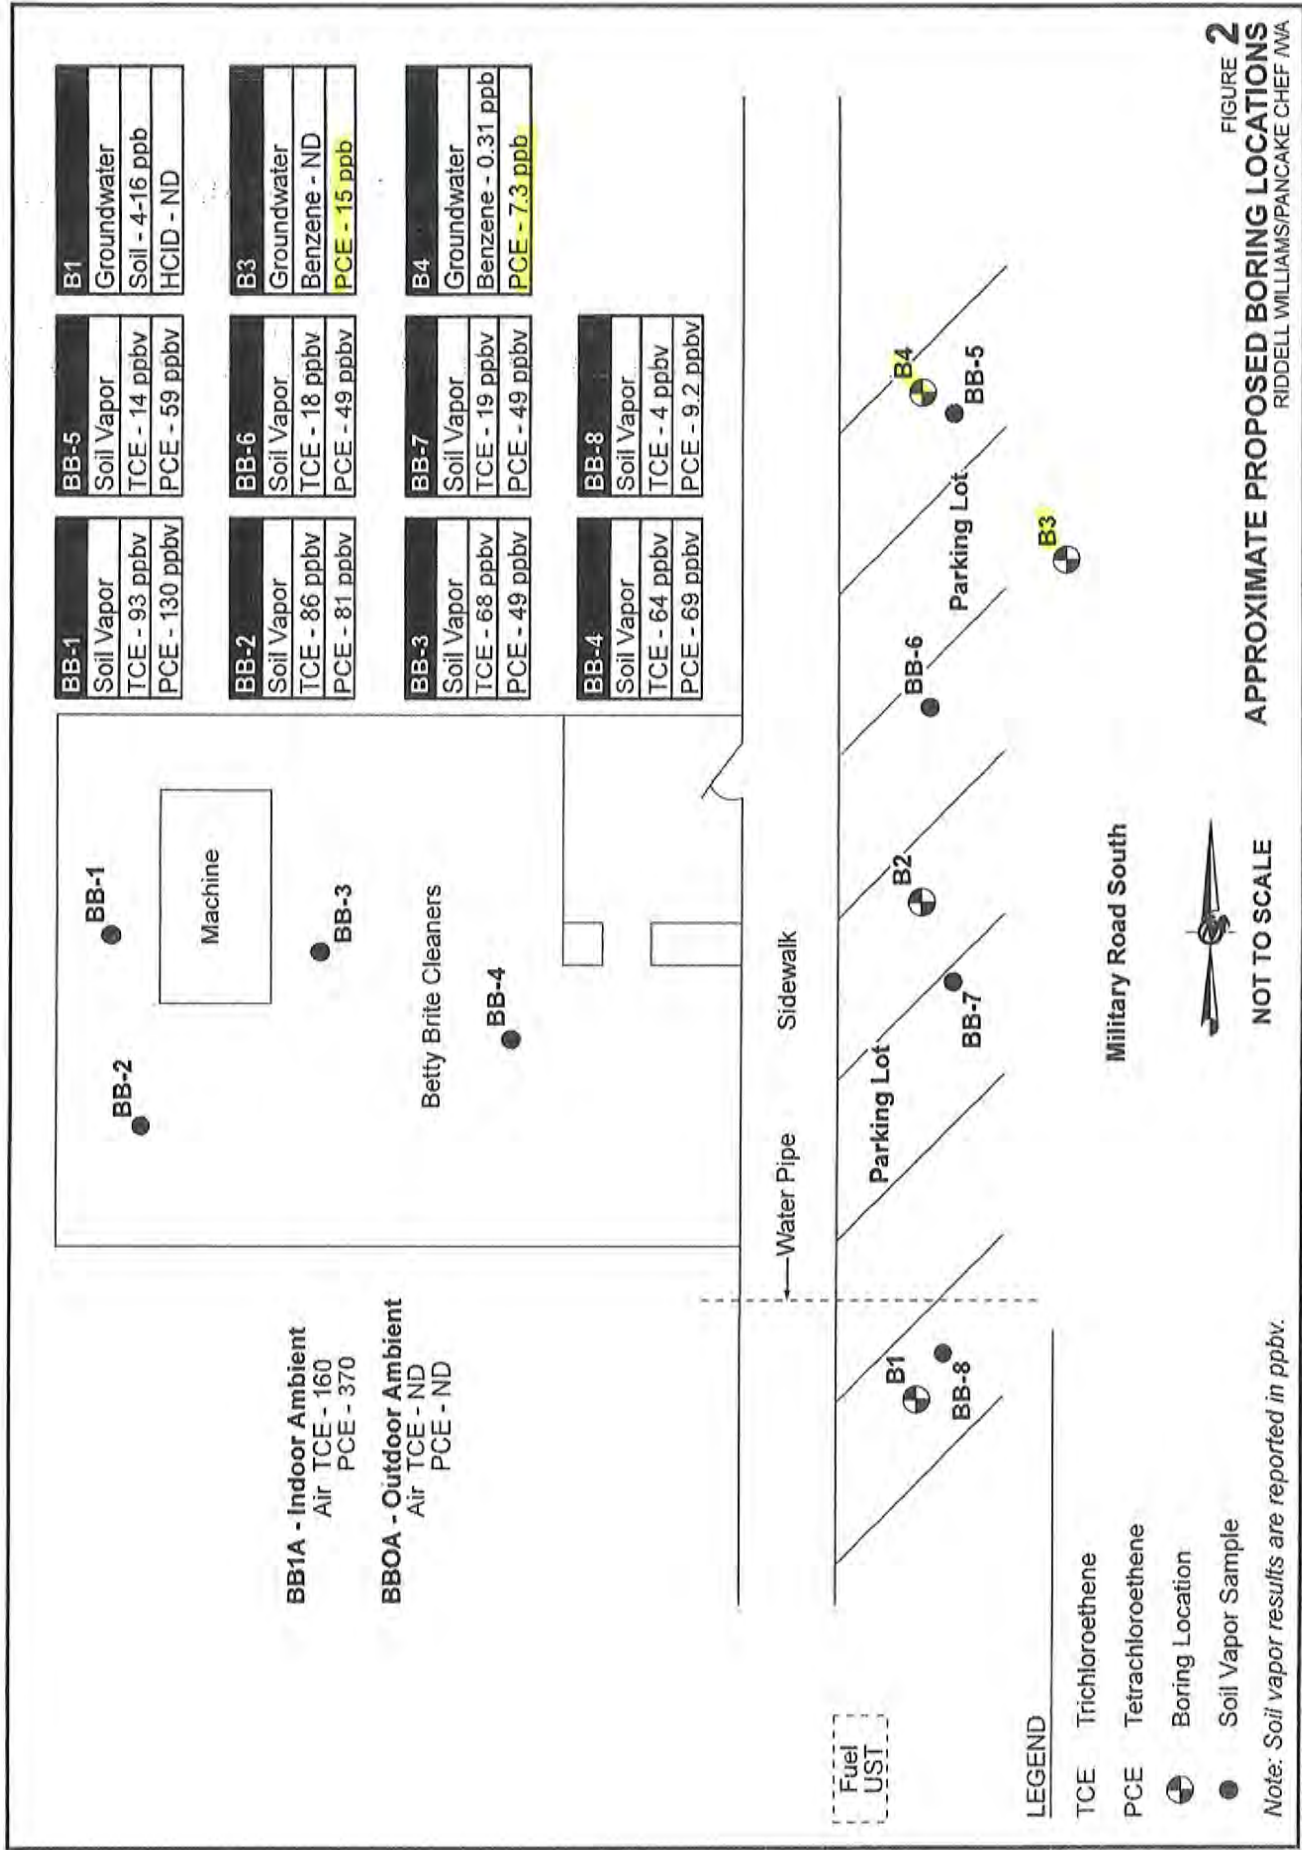 BB-1
Soil Vapor
TCE - 93 ppbv
PCE - 130 ppbv
BB-5
Soil Vapor
TCE - 14 ppbv
PCE - 59 ppbv
B1
Groundwater
Soil - 4-16 ppb
HCID - ND
BB-2
Soil Vapor
TCE - 86 ppbv
PCE - 81 ppbv
BB-6
Soil Vapor
TCE - 18 ppbv
PCE - 49 ppbv
B3
Groundwater
Benzene - ND
PCE - 15 ppb
BB-3
Soil Vapor
TCE - 68 ppbv
PCE - 49 ppbv
BB-7
Soil Vapor
TCE - 19 ppbv
PCE - 49 ppbv
B4
Groundwater
Benzene - 0.31 ppb
PCE - 7.3 ppb
BB-4
Soil Vapor
TCE - 64 ppbv
PCE - 69 ppbv
BB-8
Soil Vapor
TCE - 4 ppbv
PCE - 9.2 ppbv
BB-2
BB-1
Machine
BB-3
Betty Brite Cleaners
BB-4
BB1A - Indoor Ambient
Air TCE - 160
PCE - 370
BBOA - Outdoor Ambient
Air TCE - ND
PCE - ND
Water Pipe
Sidewalk
Fuel
UST
B1
BB-8
Parking Lot
B2
BB-7
BB-6
Parking Lot
B4
BB-5
B3
Military Road South
LEGEND
TCE Trichloroethene
PCE Tetrachloroethene
Boring Location
Soil Vapor Sample
Note: Soil vapor results are reported in ppbv.
NOT TO SCALE
FIGURE 2
APPROXIMATE PROPOSED BORING LOCATIONS
RIDDELL WILLIAMS/PANCAKE CHEF /WA